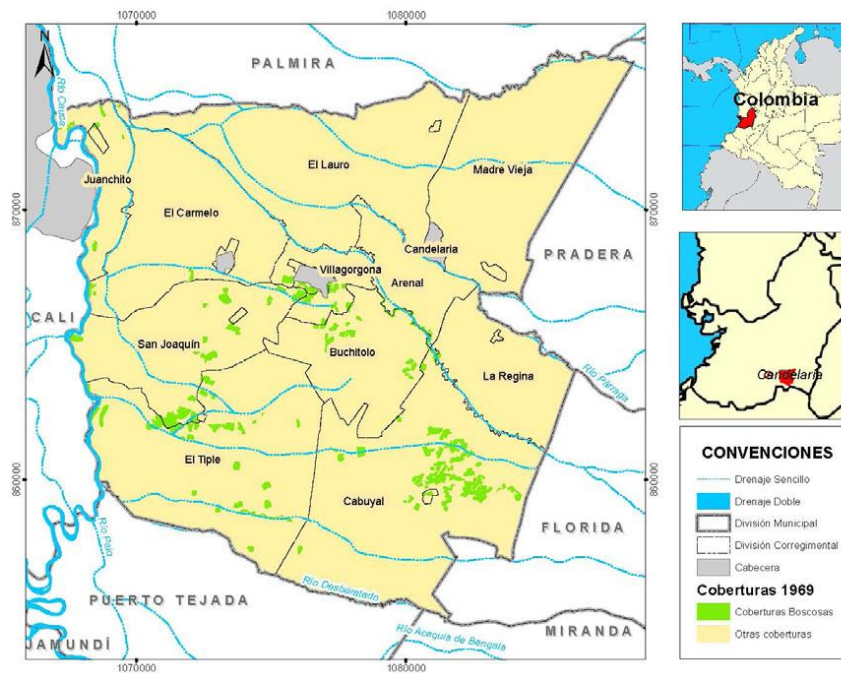 1070000
1080000
PALMIRA
Río Cauca
El Lauro
Madre Vieja
Juanchito
El Carmelo
870000
870000
Candelaria
PRADERA
Villagorgona
Arenal
CALI
San Joaquín
Buchitolo
La Regina
Río Párraga
El Tiple
860000
860000
Cabuyal
FLORIDA
Río Desbaratado
PUERTO TEJADA
MIRANDA
Río Acequia de Bengala
JAMUNDÍ
1070000
1080000
Colombia
Candelaria
CONVENCIONES
Drenaje Sencillo
Drenaje Doble
División Municipal
División Corregimental
Cabecera
Coberturas 1969
Coberturas Boscosas
Otras coberturas